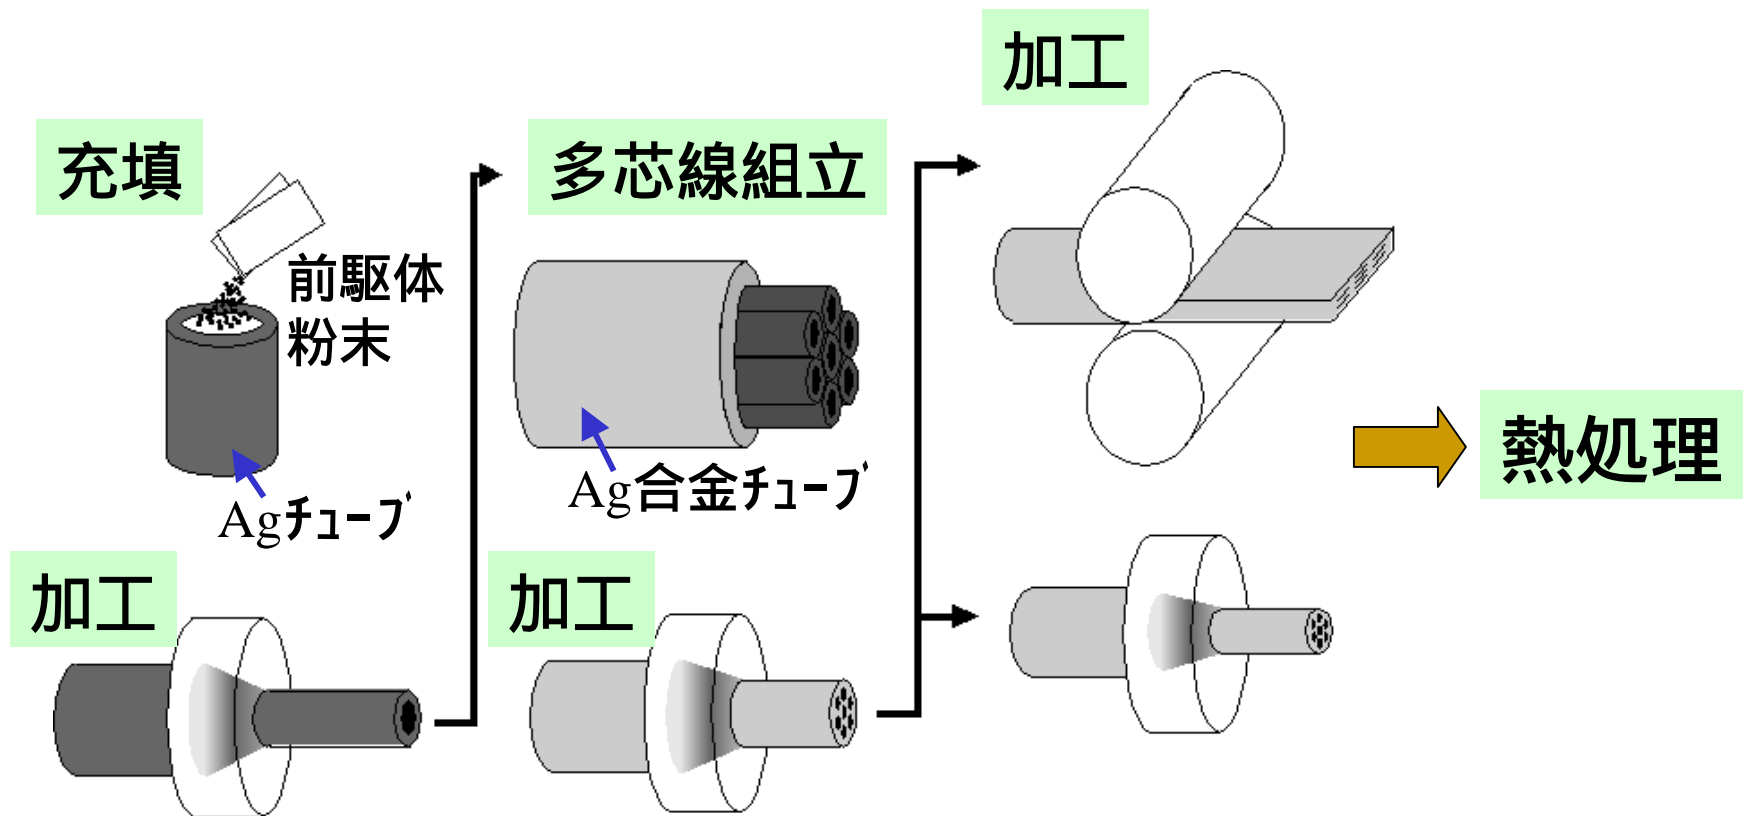 充填
前駆体
粉末
Agﾁｭｰﾌﾞ
加工
多芯線組立
Ag合金ﾁｭｰﾌﾞ
加工
加工
熱処理